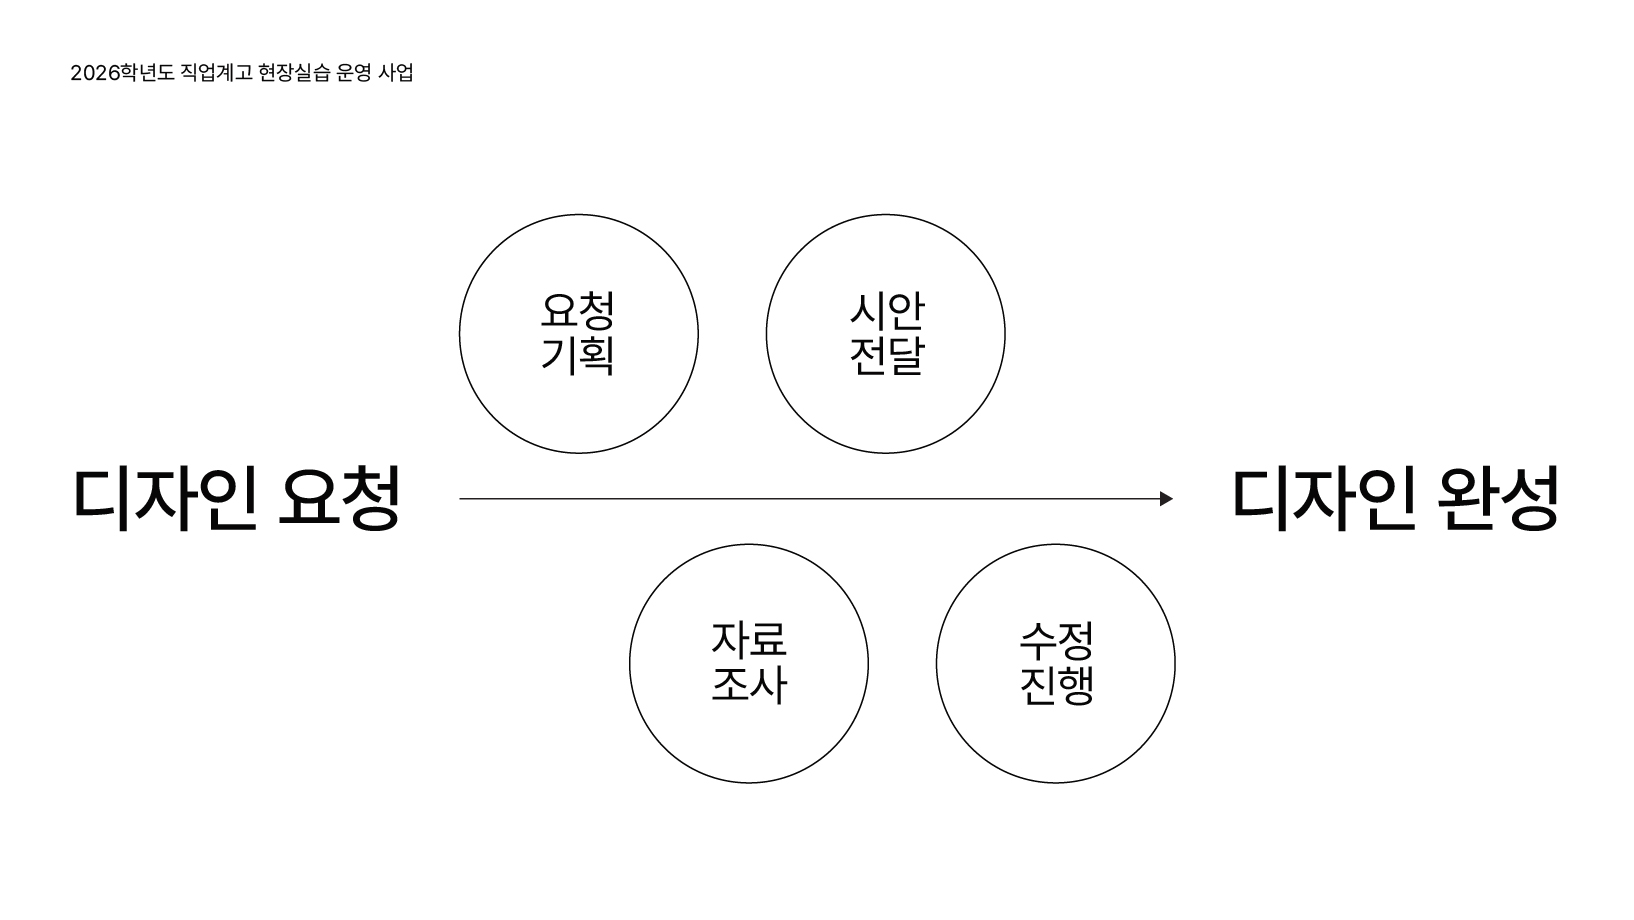 2026학년도 직업계고 현장실습 운영 사업
요청
기획
시안
전달
디자인 요청
디자인 완성
자료
조사
수정
진행